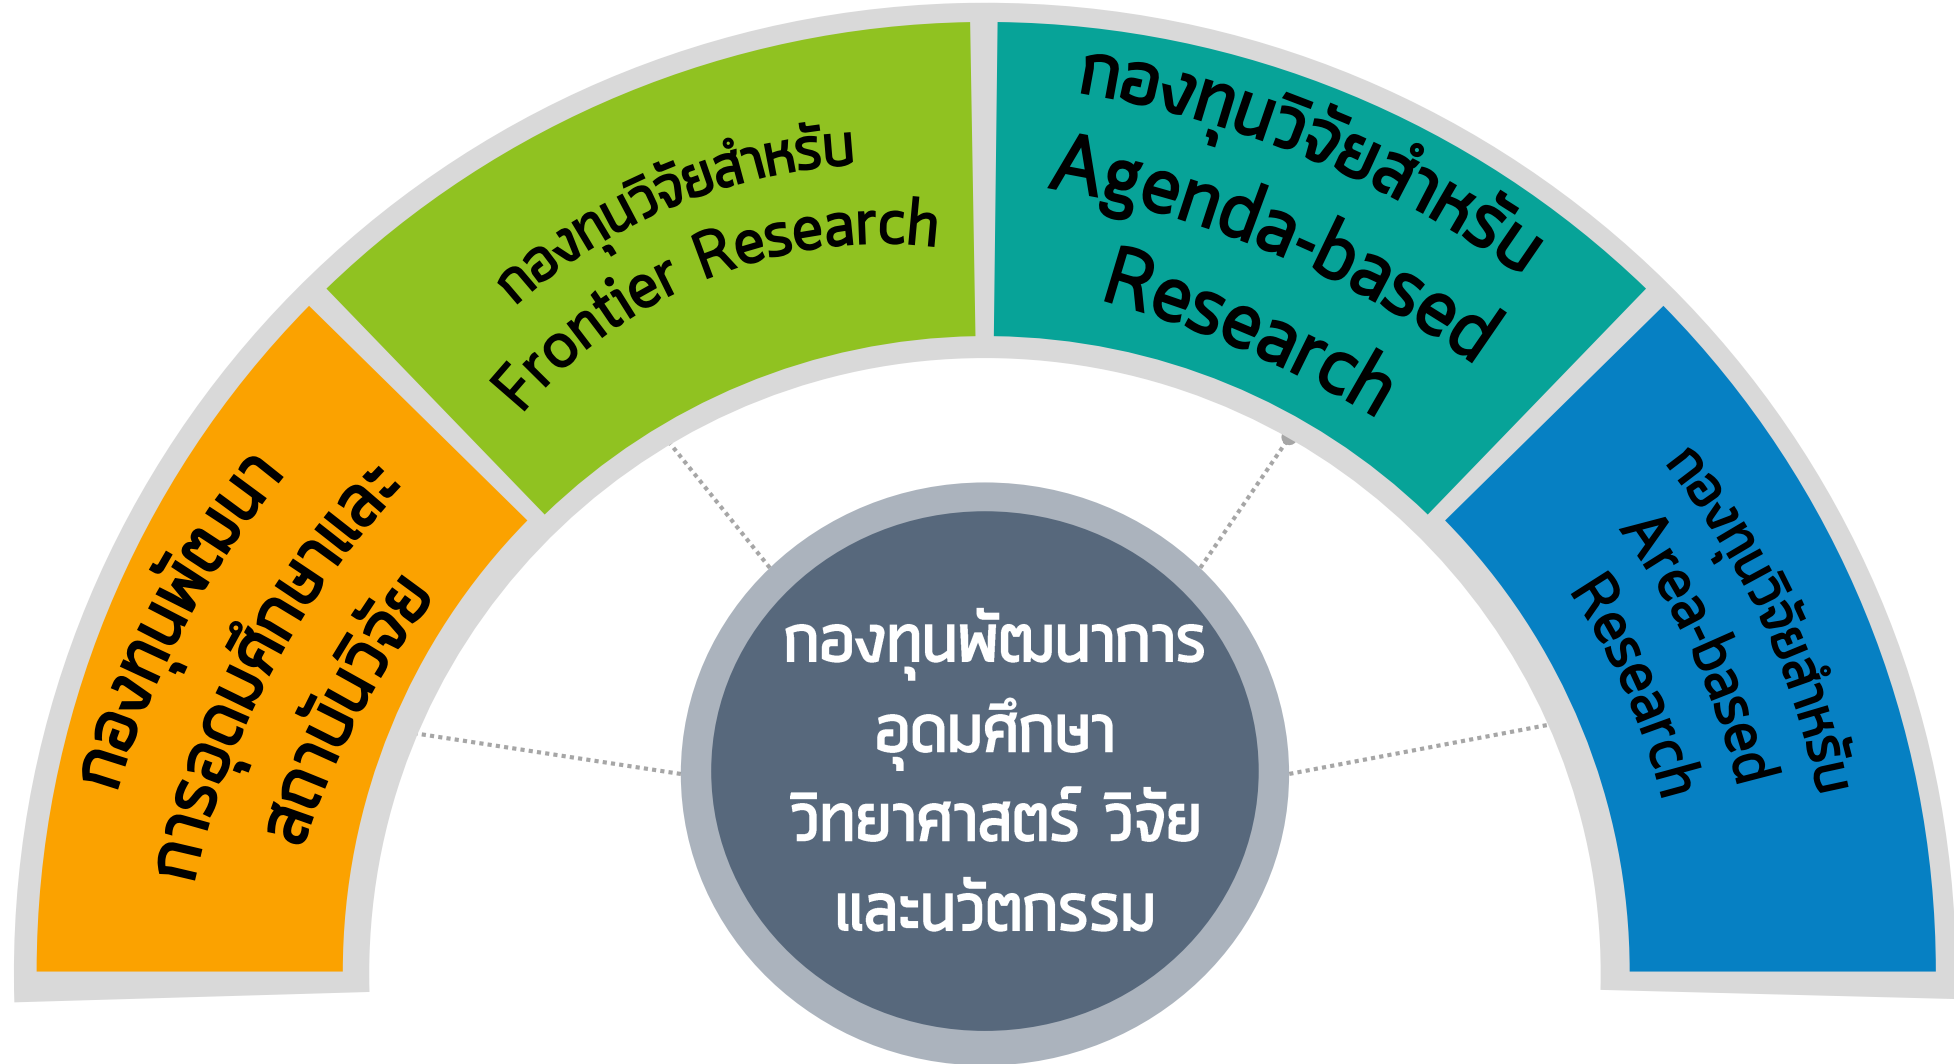 กองทุนพัฒนา
การอุดมศึกษาและ
สถาบันวิจัย
กองทุนวิจัยสำหรับ
Frontier Research
กองทุนวิจัยสำหรับ
Agenda-based
Research
กองทุนวิจัยสำหรับ
Area-based
Research
กองทุนพัฒนาการ
อุดมศึกษา
วิทยาศาสตร์ วิจัย
และนวัตกรรม